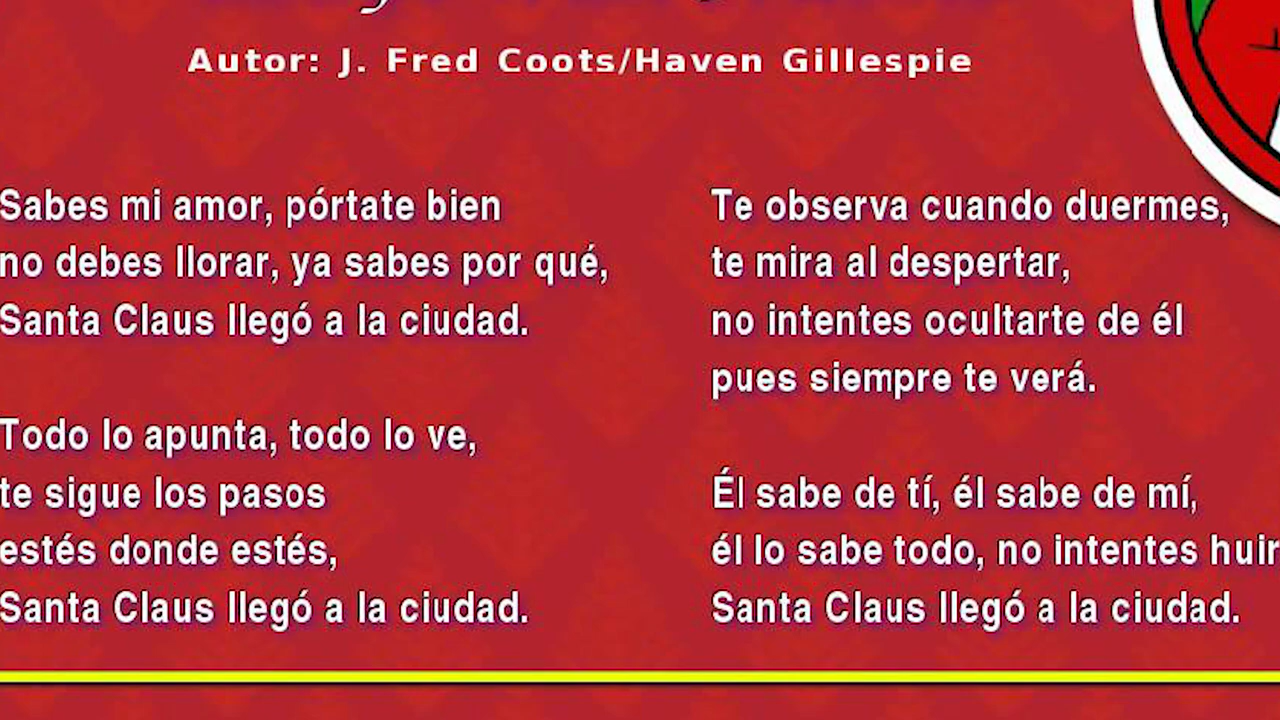 Autor: J. Fred Coots/Haven Gillespie
Sabes mi amor, pórtate bien
no debes llorar, ya sabes por qué,
Santa Claus llegó a la ciudad.
Todo lo apunta, todo lo ve,
te sigue los pasos
estés donde estés,
Santa Claus llegó a la ciudad.
Te observa cuando duermes,
te mira al despertar,
no intentes ocultarte de él
pues siempre te verá.
Él sabe de tí, él sabe de mí,
él lo sabe todo, no intentes huir
Santa Claus llegó a la ciudad.